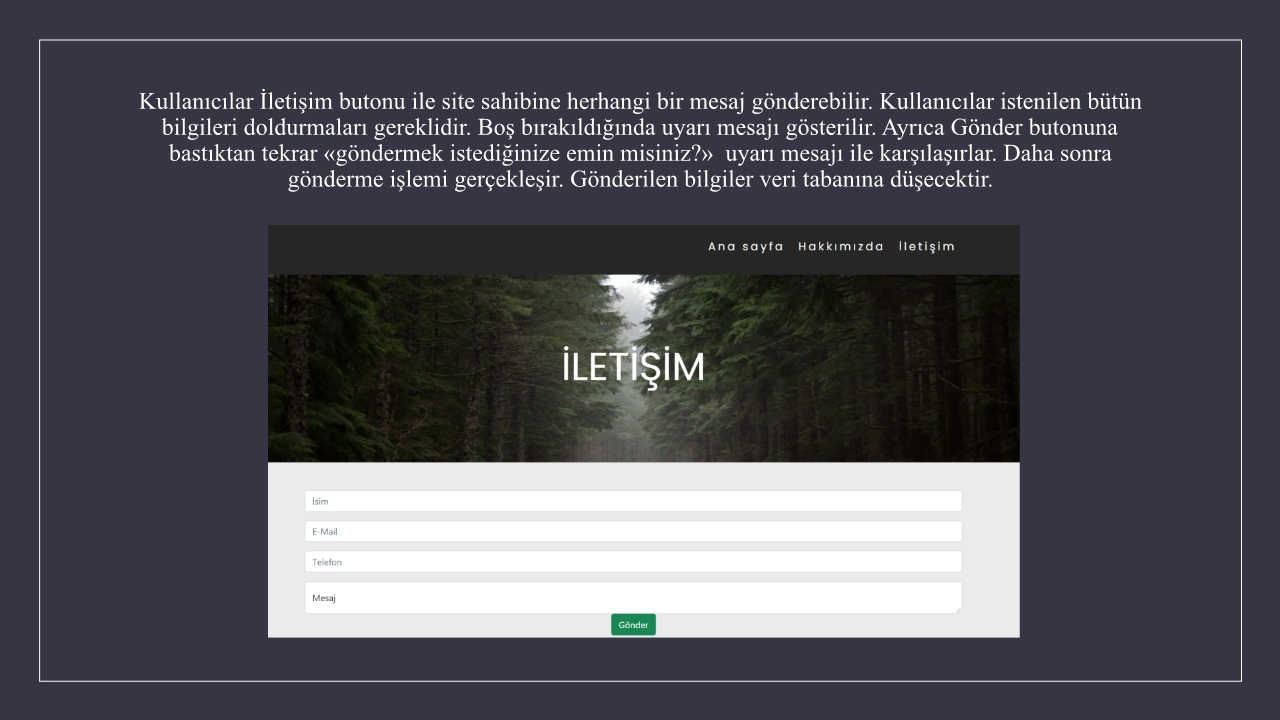 Kullanıcılar İletişim butonu ile site sahibine herhangi bir mesaj gönderebilir. Kullanıcılar istenilen bütün
bilgileri doldurmaları gereklidir. Boş bırakıldığında uyarı mesajı gösterilir. Ayrıca Gönder butonuna
bastıktan tekrar «göndermek istediğinize emin misiniz?» uyarı mesajı ile karşılaşırlar. Daha sonra
gönderme işlemi gerçekleşir. Gönderilen bilgiler veri tabanına düşecektir.
Ana sayfa Hakkımızda İletişim
İLETİŞİM
İsim
E-Mail
Telefon
Mesaj
Gönder